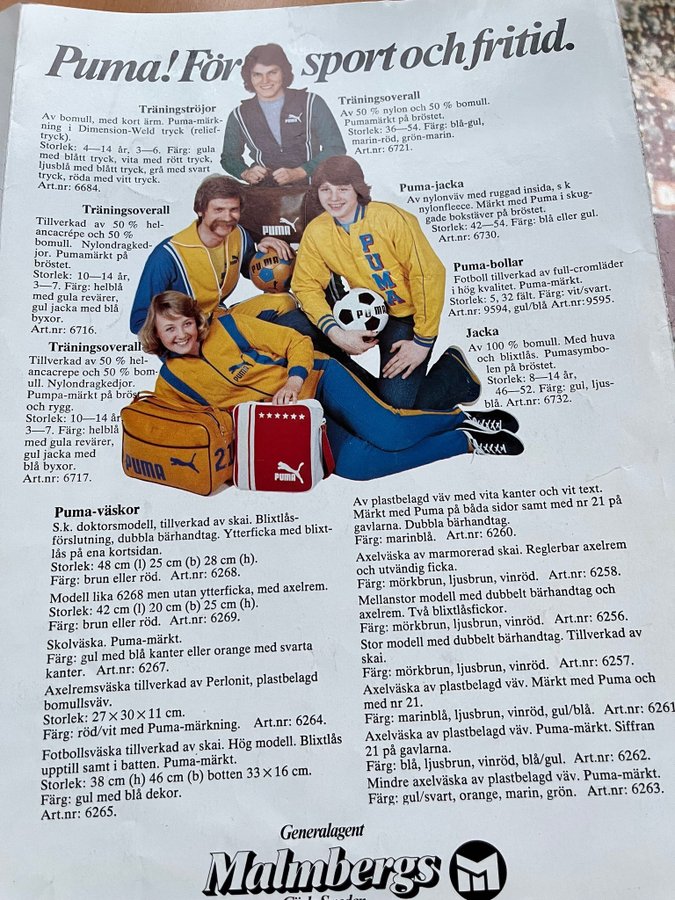 Puma! För sport och fritid.
Träningströjor
Av bomull, med kort ärm. Puma-märk-
ning i Dimension-Weld tryck (relief-
tryck).
Storlek: 4—14 år, 3—6. Färg: gula
med blått tryck, vita med rött tryck,
ljusblå med blått tryck, grå med svart
tryck, röda med vitt tryck.
Art.nr: 6684.
Träningsoverall
Tillverkad av 50 % hel-
ancacrépe och 50 %
bomull. Nylondragked-
jor. Pumamärkt på
bröstet.
Storlek: 10—14 år,
3—7. Färg: helblå
med gula revärer,
gul jacka med blå
byxor.
Art.nr: 6716.
Träningsoverall
Tillverkad av 50 % hel-
ancacrepe och 50 % bom-
ull. Nylondragkedjor.
Pumpa-märkt på bröst
och rygg.
Storlek: 10—14 år
3—7. Färg: helblå
med gula revärer,
gul jacka med
blå byxor.
Art.nr: 6717.
Träningsoverall
Av 50 % nylon och 50 % bomull.
Pumamärkt på bröstet.
Storlek: 36—54. Färg: blå-gul,
marin-röd, grön-marin.
Art.nr: 6721.
Puma-jacka
Av nylonväv med ruggad insida, s k
nylonfleece. Märkt med Puma i skug-
gade bokstäver på bröstet.
Storlek: 42—54. Färg: blå eller gul.
Art.nr: 6730.
Puma-bollar
Fotboll tillverkad av full-cromläder
i hög kvalitet. Puma-märkt.
Storlek: 5, 32 fält. Färg: vit/svart.
Art.nr: 9594, gul/blå Art.nr:9595.
Jacka
Av 100 % bomull. Med huva
och blixtlås. Pumasymbo-
len på bröstet.
Storlek: 8—14 år,
46—52. Färg: gul, ljus-
blå. Art.nr: 6732.
PUMA
PUMA
PUMA
PUMA
PUMA
PUMA
PUMA
21
PUMA
Puma-väskor
S.k. doktorsmodell, tillverkad av skai. Blixtlås-
förslutning, dubbla bärhandtag. Ytterficka med blixt-
lås på ena kortsidan.
Storlek: 48 cm (l) 25 cm (b) 28 cm (h).
Färg: brun eller röd. Art.nr: 6268.
Modell lika 6268 men utan ytterficka, med axelrem.
Storlek: 42 cm (l) 20 cm (b) 25 cm (h).
Färg: brun eller röd. Art.nr: 6269.
Skolväska. Puma-märkt.
Färg: gul med blå kanter eller orange med svarta
kanter. Art.nr: 6267.
Axelremsväska tillverkad av Perlonit, plastbelagd
bomullsväv.
Storlek: 27×30×11 cm.
Färg: röd/vit med Puma-märkning. Art.nr: 6264.
Fotbollsväska tillverkad av skai. Hög modell. Blixtlås
upptill samt i batten. Puma-märkt.
Storlek: 38 cm (h) 46 cm (b) botten 33×16 cm.
Färg: gul med blå dekor.
Art.nr: 6265.
Av plastbelagd väv med vita kanter och vit text.
Märkt med Puma på båda sidor samt med nr 21 på
gavlarna. Dubbla bärhandtag.
Färg: marinblå. Art.nr: 6260.
Axelväska av marmorerad skai. Reglerbar axelrem
och utvändig ficka.
Färg: mörkbrun, ljusbrun, vinröd. Art.nr: 6258.
Mellanstor modell med dubbelt bärhandtag och
axelrem. Två blixtlåsfickor.
Färg: mörkbrun, ljusbrun, vinröd. Art.nr: 6256.
Stor modell med dubbelt bärhandtag. Tillverkad av
skai.
Färg: mörkbrun, ljusbrun, vinröd. Art.nr: 6257.
Axelväska av plastbelagd väv. Märkt med Puma och
med nr 21.
Färg: marinblå, ljusbrun, vinröd, gul/blå. Art.nr: 6261
Axelväska av plastbelagd väv. Puma-märkt. Siffran
21 på gavlarna.
Färg: blå, ljusbrun, vinröd, blå/gul. Art.nr: 6262.
Mindre axelväska av plastbelagd väv. Puma-märkt.
Färg: gul/svart, orange, marin, grön. Art.nr: 6263.
Generalagent
Malmbergs M